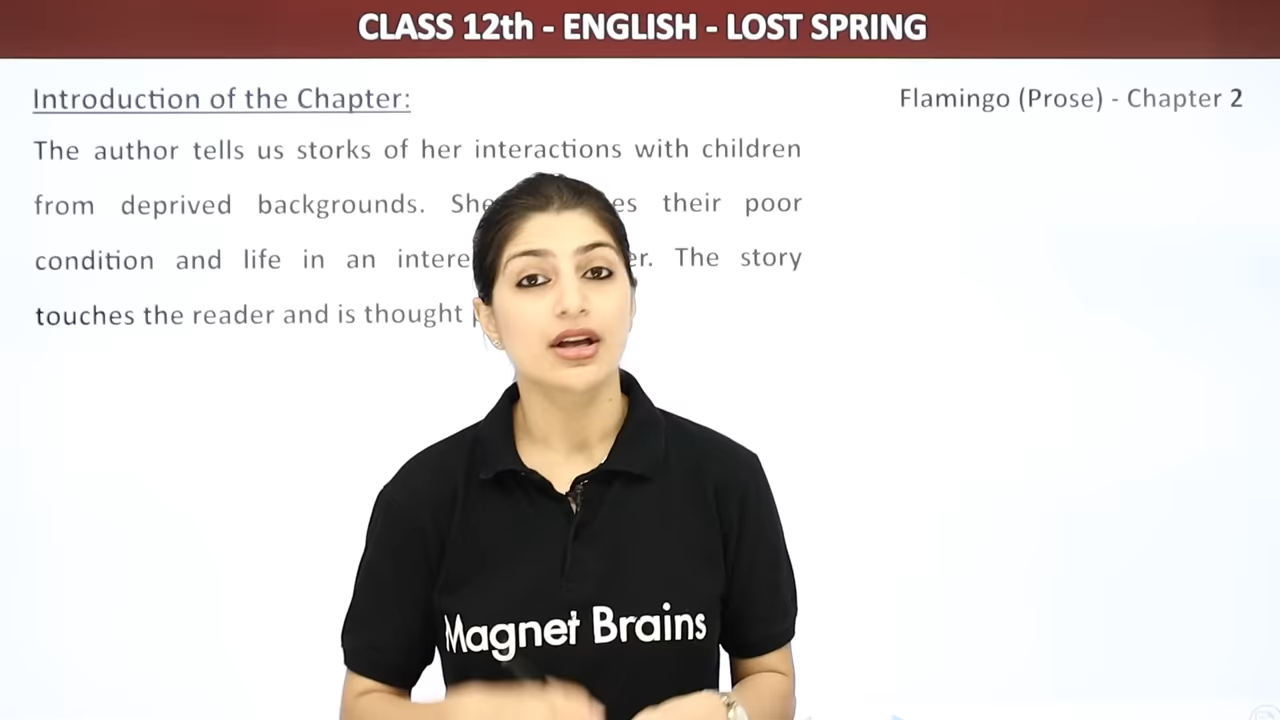 CLASS 12th - ENGLISH - LOST SPRING
Introduction of the Chapter:
Flamingo (Prose) - Chapter 2
The author tells us storks of her interactions with children
from deprived backgrounds. She their poor
condition and life in an The story
touches the reader and is thought
Magnet Brains